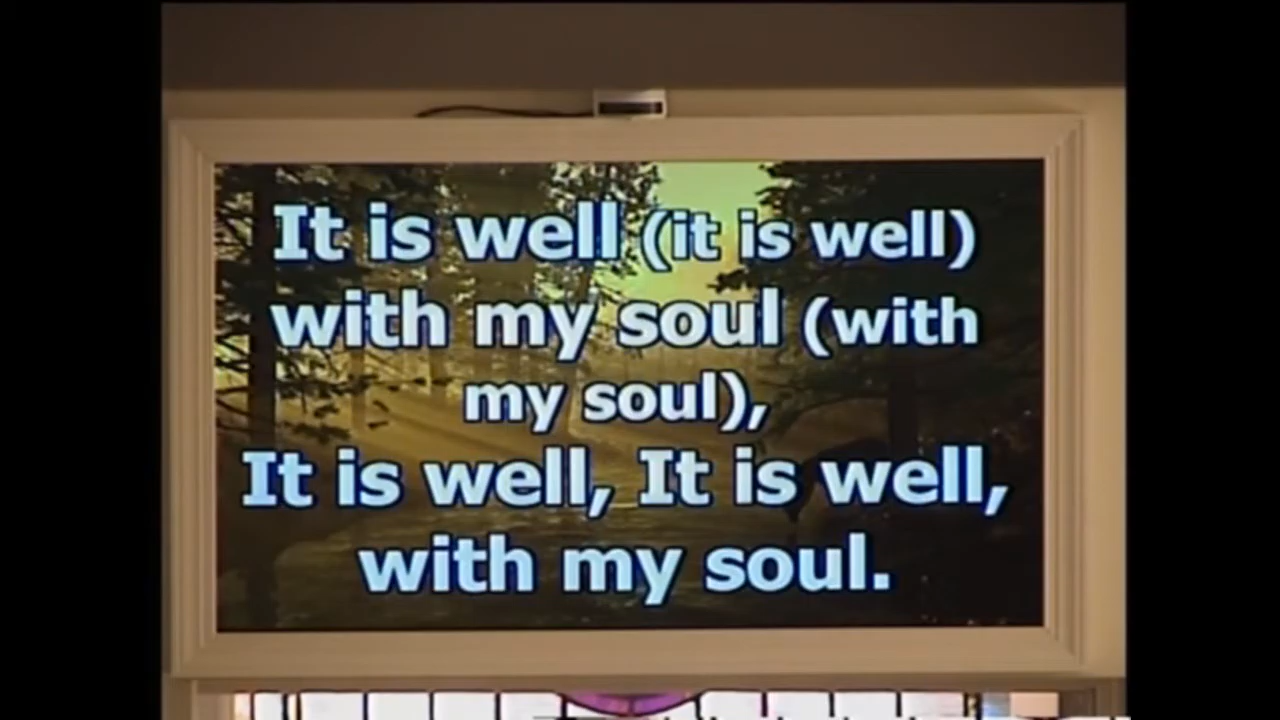 It is well (it is well)
with my soul (with
my soul),
It is well, It is well,
with my soul.